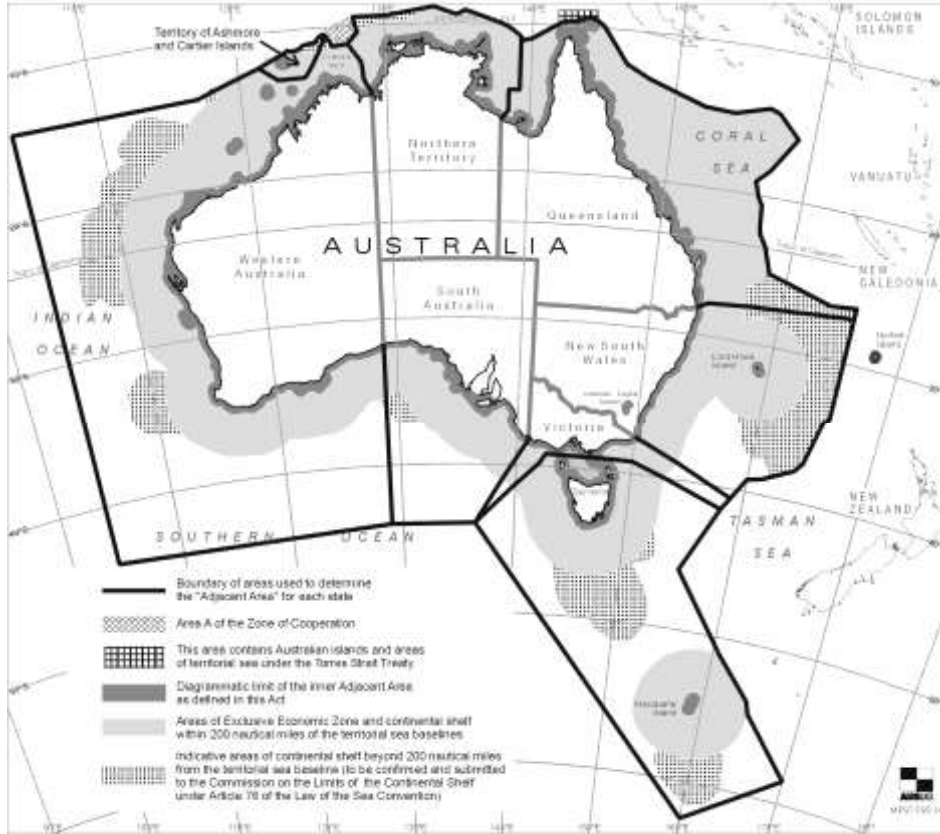 SOLOMON
ISLANDS
Territory of Ashmore
and Cartier Islands
CORAL
SEA
Northern
Territory
VANUATU
Queensland
AUSTRALIA
Western
Australia
South
Australia
NEW
CALEDONIA
INDIAN
OCEAN
New South
Wales
Lord Howe
Island
Norfolk
Island
Victoria
NEW
ZEALAND
TASMAN
SEA
SOUTHERN OCEAN
Macquarie
Island
Boundary of areas used to determine
the "Adjacent Area" for each state
Area A of the Zone of Cooperation
This area contains Australian islands and areas
of territorial sea under the Torres Strait Treaty
Diagrammatic limit of the inner Adjacent Area
as defined in this Act
Areas of Exclusive Economic Zone and continental shelf
within 200 nautical miles of the territorial sea baselines
Indicative areas of continental shelf beyond 200 nautical miles
from the territorial sea baseline (to be confirmed and submitted
to the Commission on the Limits of the Continental Shelf
under Article 76 of the Law of the Sea Convention)
AUSLIG